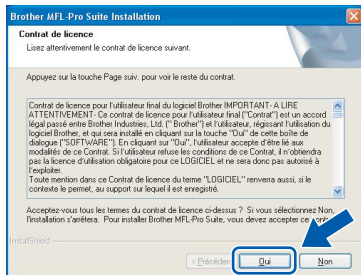 Brother MFL-Pro Suite Installation
Contrat de licence
Lisez attentivement le contrat de licence suivant.
Appuyez sur la touche Page suiv. pour voir le reste du contrat.
Contrat de licence pour l'utilisateur final du logiciel Brother IMPORTANT- A LIRE
ATTENTIVEMENT- Ce contrat de licence pour l'utilisateur final ("Contrat") est un accord
légal passé entre Brother Industries, Ltd. (" Brother") et l'utilisateur, régissant l'utilisation du
logiciel Brother, et qui sera installé en cliquant sur la touche "Oui" de cette boîte de
dialogue ("SOFTWARE"). En cliquant sur "Oui", l'utilisateur accepte d'être lié aux
modalités de ce Contrat. Si l'utilisateur refuse les conditions de ce Contrat, il n'obtiendra
pas la licence d'utilisation obligatoire pour ce LOGICIEL et ne sera donc pas autorisé à
l'exploiter.
Toute mention dans ce Contrat de licence du terme "LOGICIEL" renverra aussi, si le
contexte le permet, au support sur lequel il est enregistré.
Acceptez-vous tous les termes du contrat de licence ci-dessus ? Si vous sélectionnez Non,
l'installation s'arrêtera. Pour installer Brother MFL-Pro Suite, vous devez accepter ce
InstallShield
< Précédent Oui Non